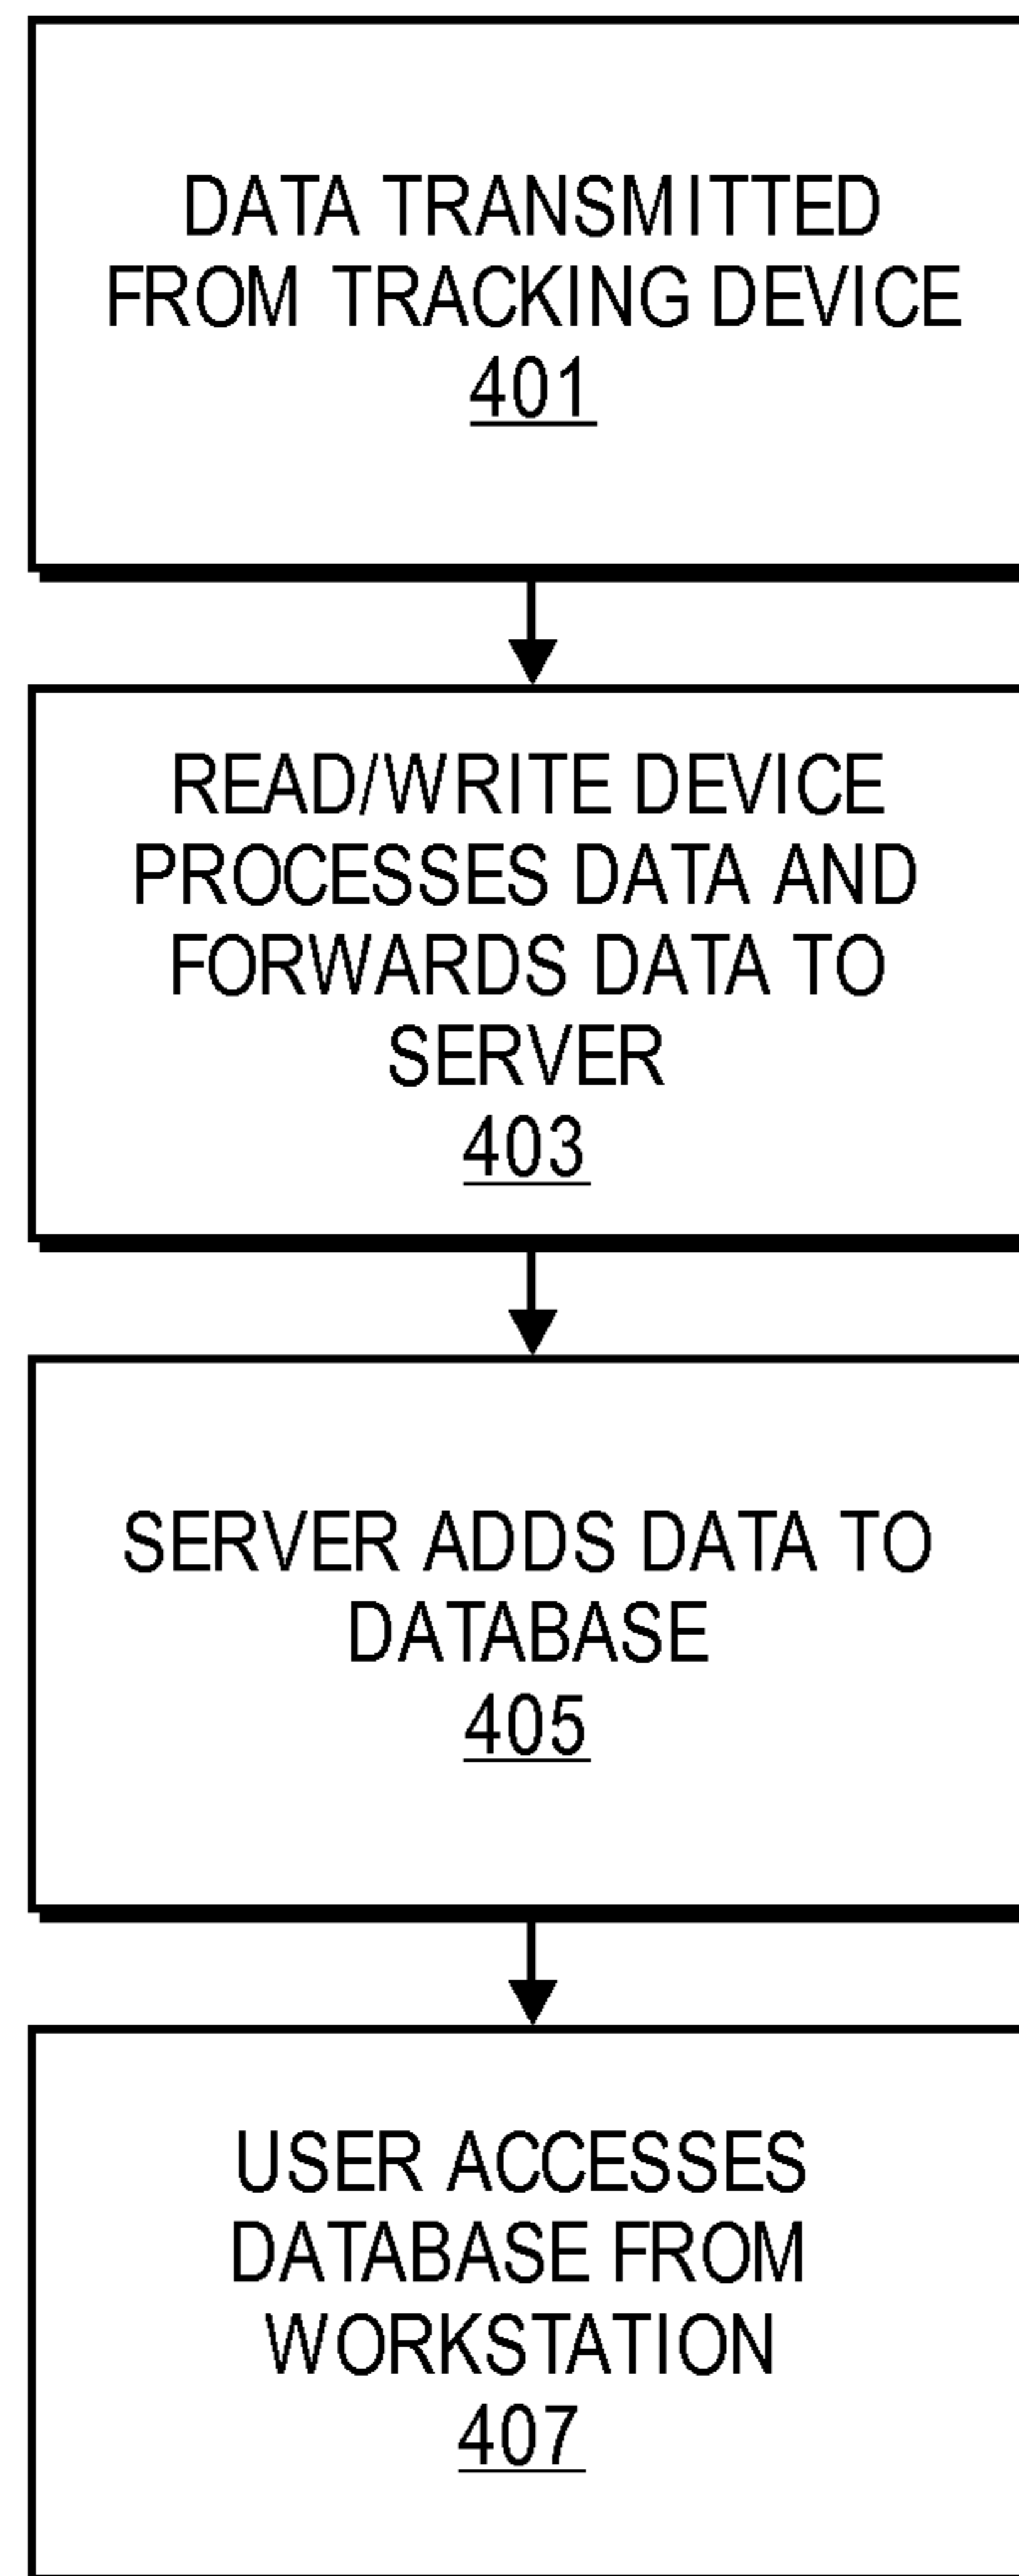 DATA TRANSMITTED
FROM TRACKING DEVICE
401
READ/WRITE DEVICE
PROCESSES DATA AND
FORWARDS DATA TO
SERVER
403
SERVER ADDS DATA TO
DATABASE
405
USER ACCESSES
DATABASE FROM
WORKSTATION
407